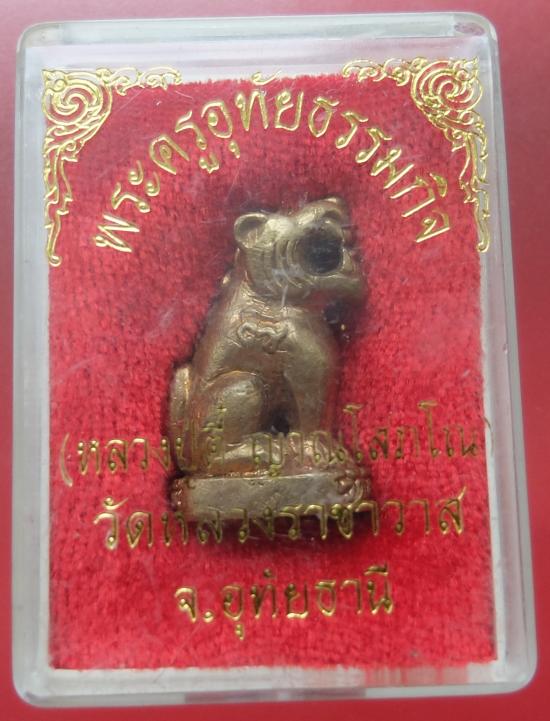 พระครูอุทัยธรรมกิจ
(หลวงปู่ตี๋ ญาณโสภโณ)
วัดหลวงราชาวาส
จ.อุทัยธานี